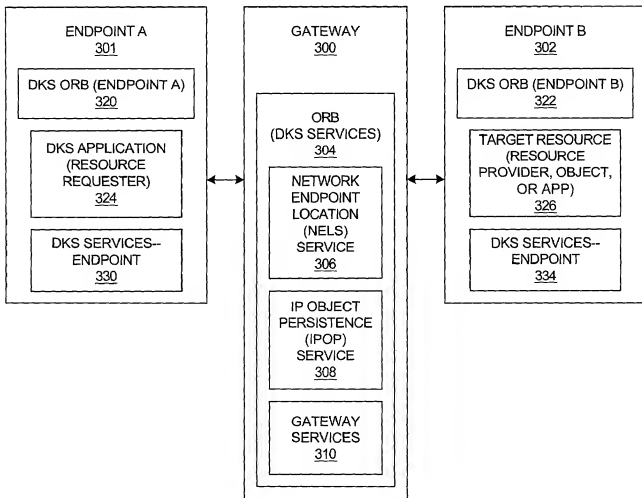 ENDPOINT A
301
DKS ORB (ENDPOINT A)
320
DKS APPLICATION
(RESOURCE
REQUESTER)
324
DKS SERVICES--
ENDPOINT
330
GATEWAY
300
ORB
(DKS SERVICES)
304
NETWORK
ENDPOINT
LOCATION
(NELS)
SERVICE
306
IP OBJECT
PERSISTENCE
(IPOP)
SERVICE
308
GATEWAY
SERVICES
310
ENDPOINT B
302
DKS ORB (ENDPOINT B)
322
TARGET RESOURCE
(RESOURCE
PROVIDER, OBJECT,
OR APP)
326
DKS SERVICES--
ENDPOINT
334